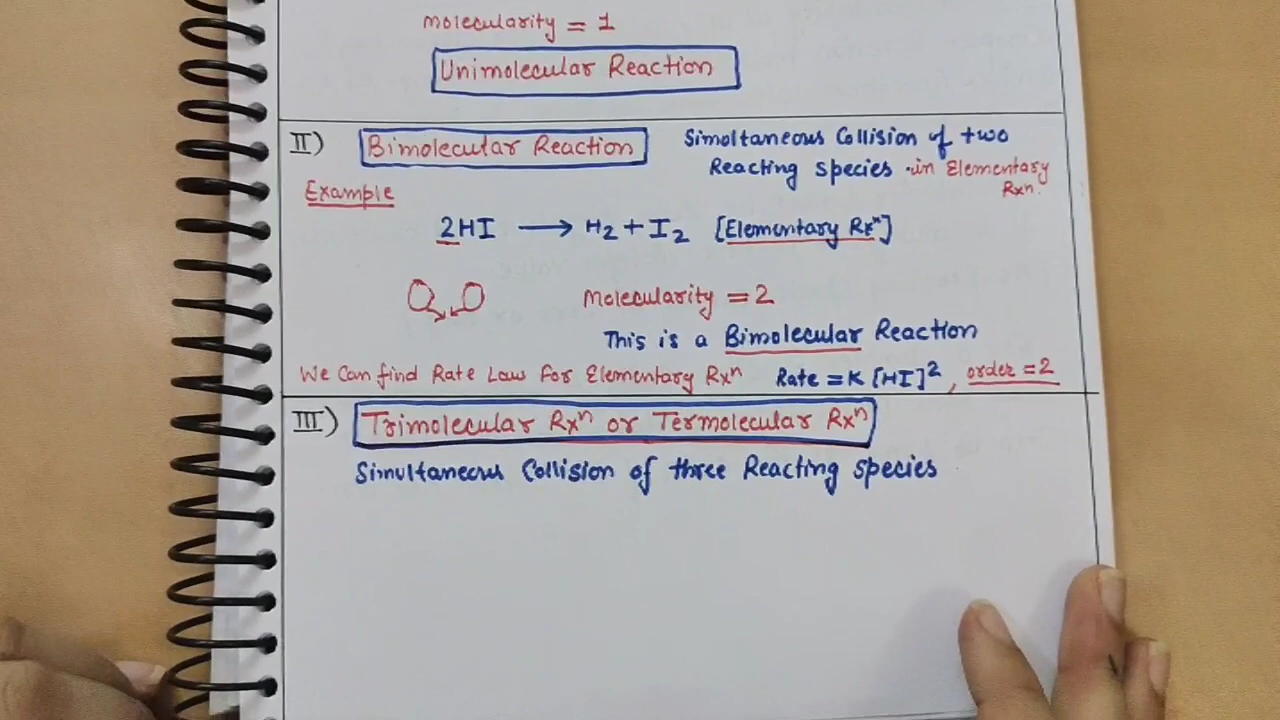 Molecularity = 1
Unimolecular Reaction
II) Bimolecular Reaction Simultaneous Collision of two
Reacting species in Elementary
Rxⁿ.
Example
2HI ⟶ H₂ + I₂ [Elementary Rxⁿ]
Molecularity = 2
This is a Bimolecular Reaction
We Can find Rate Law For Elementary Rxⁿ Rate = K [HI]², order = 2
III) Trimolecular Rxⁿ or Termolecular Rxⁿ
Simultaneous Collision of three Reacting species